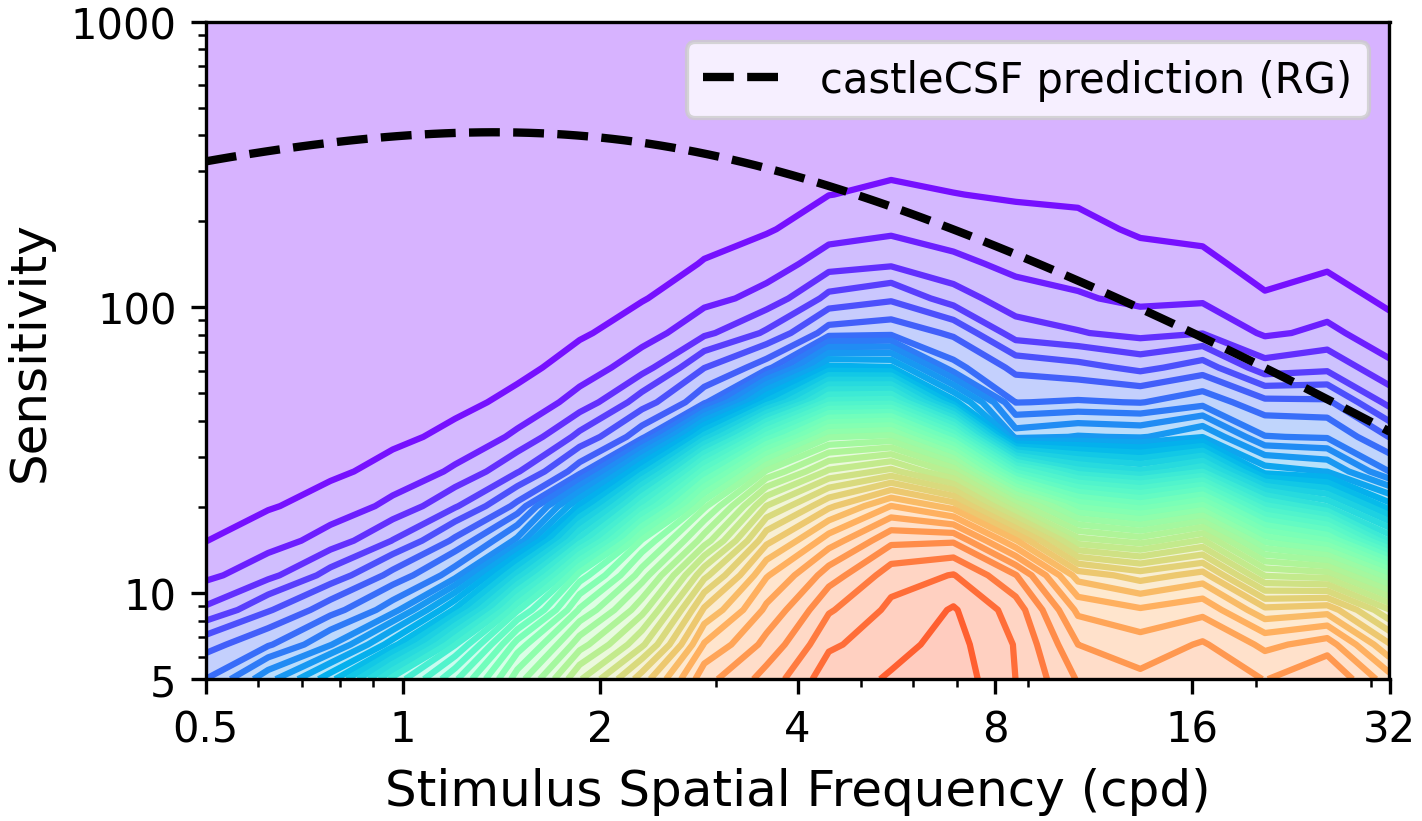 1000
castleCSF prediction (RG)
100
Sensitivity
10
5
0.5 1 2 4 8 16 32
Stimulus Spatial Frequency (cpd)